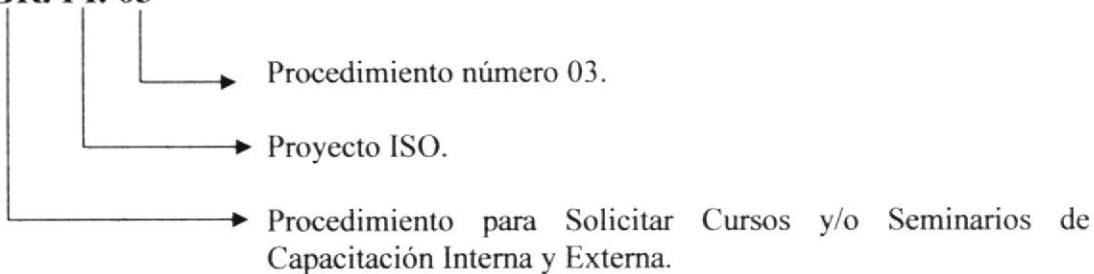 Procedimiento número 03.
Proyecto ISO.
Procedimiento para Solicitar Cursos y/o Seminarios de
Capacitación Interna y Externa.